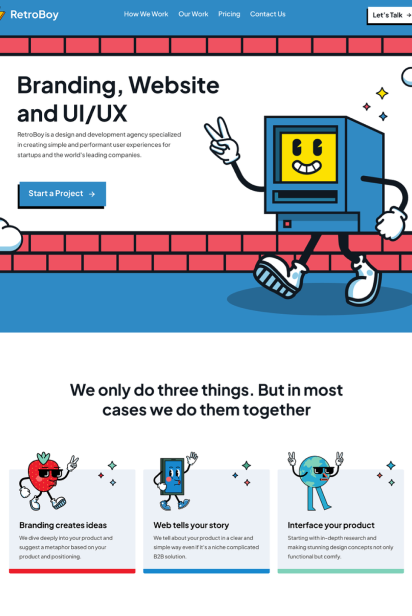 RetroBoy
How We Work Our Work Pricing Contact Us
Let's Talk →
Branding, Website
and UI/UX
RetroBoy is a design and development agency specialized
in creating simple and performant user experiences for
startups and the world's leading companies.
Start a Project →
We only do three things. But in most
cases we do them together
Branding creates ideas
We dive deeply into your product and
suggest a metaphor based on your
product and positioning.
Web tells your story
We tell about your product in a clear and
simple way even if it's a niche complicated
B2B solution.
Interface your product
Starting with in-depth research and
making stunning design concepts not only
functional but comfy.